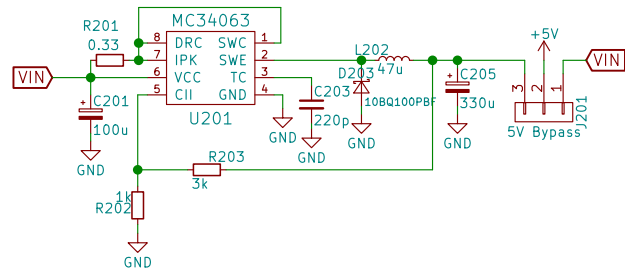 MC34063
R201
0.33
8 DRC SWC 1
7 IPK SWE 2
6 VCC TC 3
5 CII GND 4
U201
VIN
C201
100u
GND
GND
C203
220p
GND
L202
47u
D203
10BQ100PBF
GND
C205
330u
GND
+5V
VIN
3 2 1
J201
5V Bypass
R203
3k
1k
R202
GND